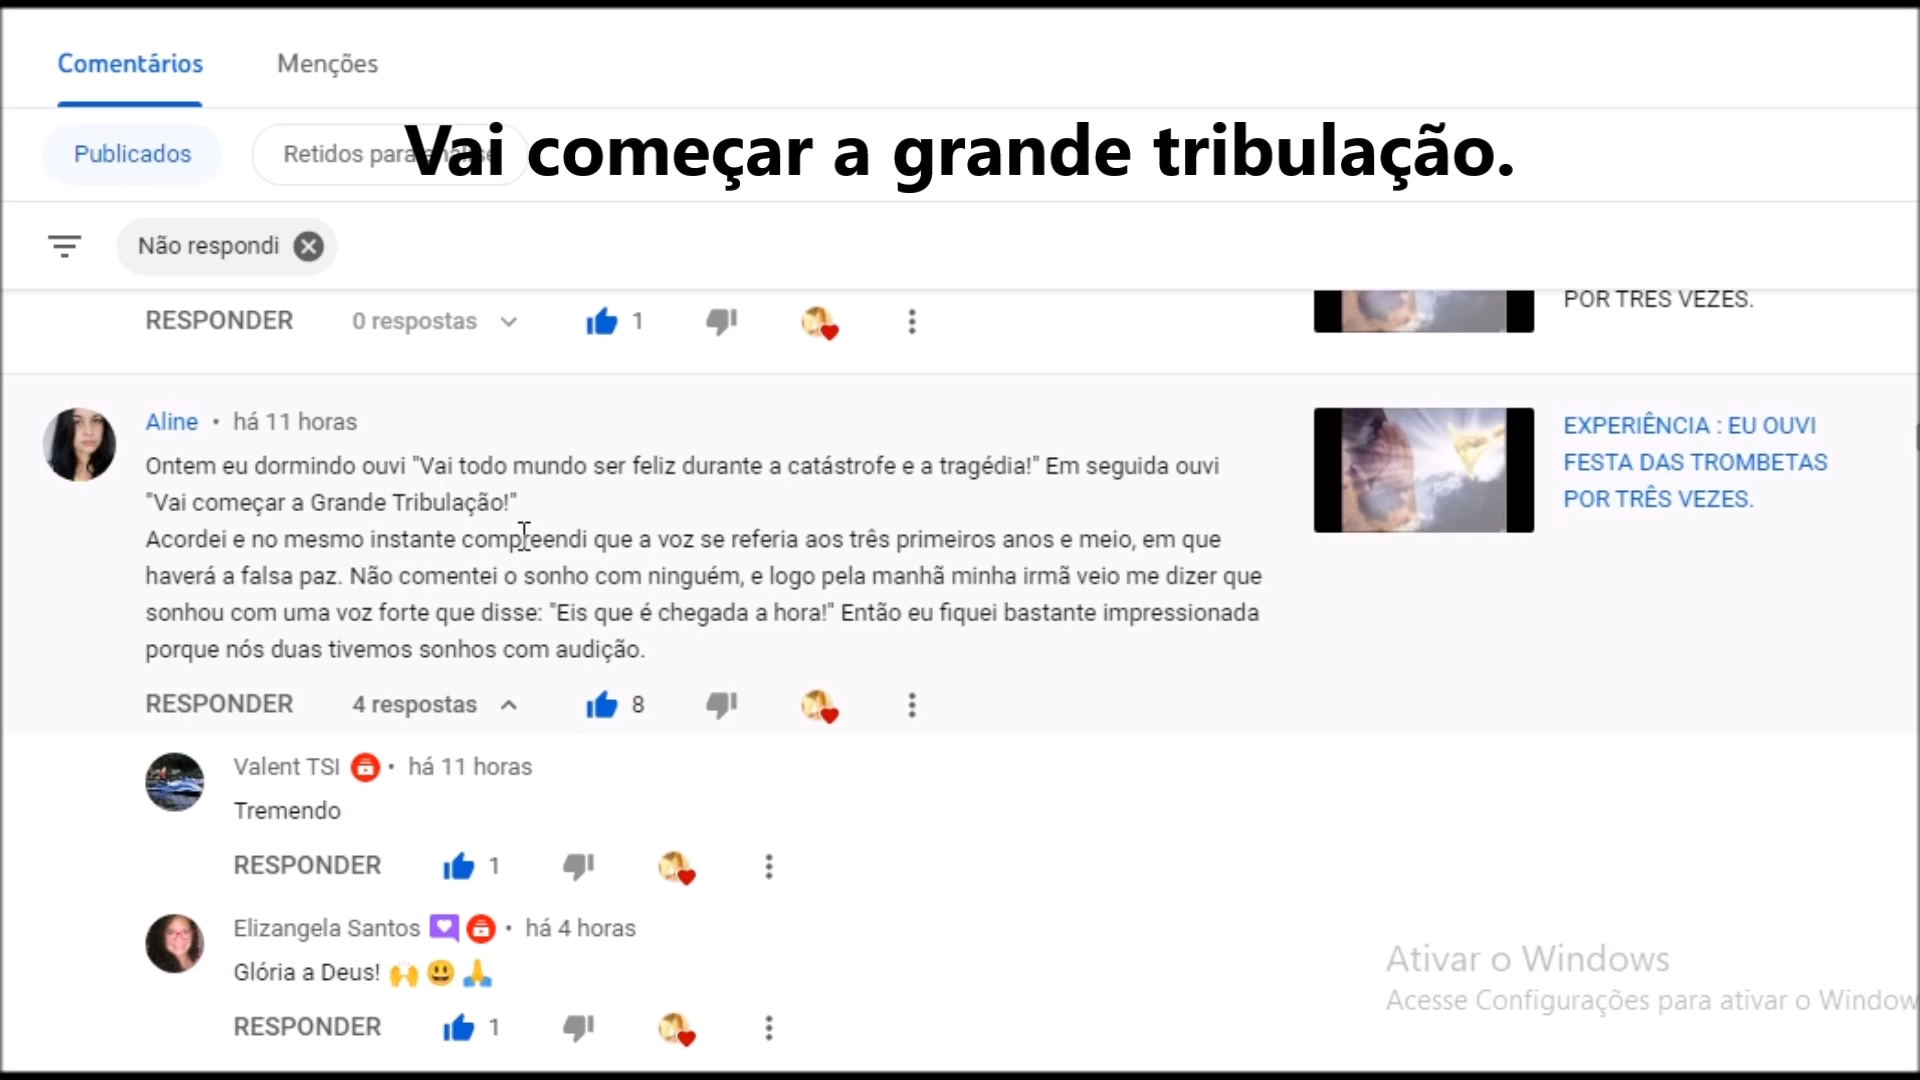 Comentários Menções
Vai começar a grande tribulação.
Publicados Retidos para análise
Não respondi
POR TRÊS VEZES.
RESPONDER 0 respostas 1
Aline • há 11 horas
EXPERIÊNCIA : EU OUVI
FESTA DAS TROMBETAS
POR TRÊS VEZES.
Ontem eu dormindo ouvi "Vai todo mundo ser feliz durante a catástrofe e a tragédia!" Em seguida ouvi
"Vai começar a Grande Tribulação!"
Acordei e no mesmo instante compreendi que a voz se referia aos três primeiros anos e meio, em que
haverá a falsa paz. Não comentei o sonho com ninguém, e logo pela manhã minha irmã veio me dizer que
sonhou com uma voz forte que disse: "Eis que é chegada a hora!" Então eu fiquei bastante impressionada
porque nós duas tivemos sonhos com audição.
RESPONDER 4 respostas 8
Valent TSI • há 11 horas
Tremendo
RESPONDER 1
Elizangela Santos • há 4 horas
Glória a Deus! 🙌 😃 🙏
RESPONDER 1
Ativar o Windows
Acesse Configurações para ativar o Window